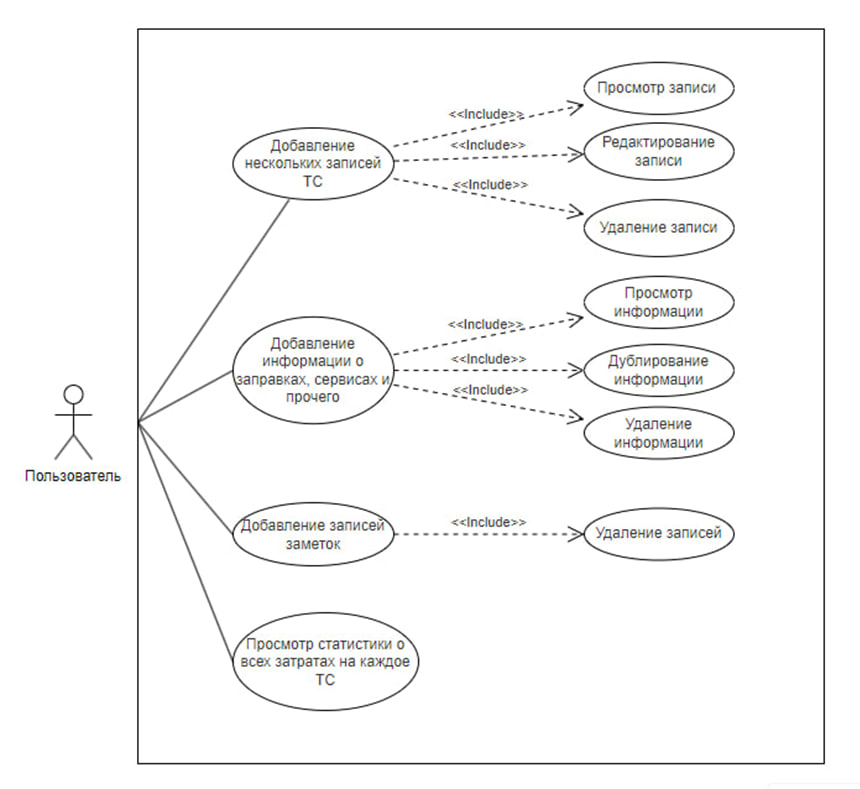 Просмотр записи
<<Include>>
Добавление
нескольких записей
ТС
<<Include>>
Редактирование
записи
<<Include>>
Удаление записи
Просмотр
информации
<<Include>>
Добавление
информации о
заправках, сервисах и
прочего
<<Include>>
Дублирование
информации
<<Include>>
Удаление
информации
Пользователь
Добавление записей
заметок
<<Include>>
Удаление записей
Просмотр статистики о
всех затратах на каждое
ТС